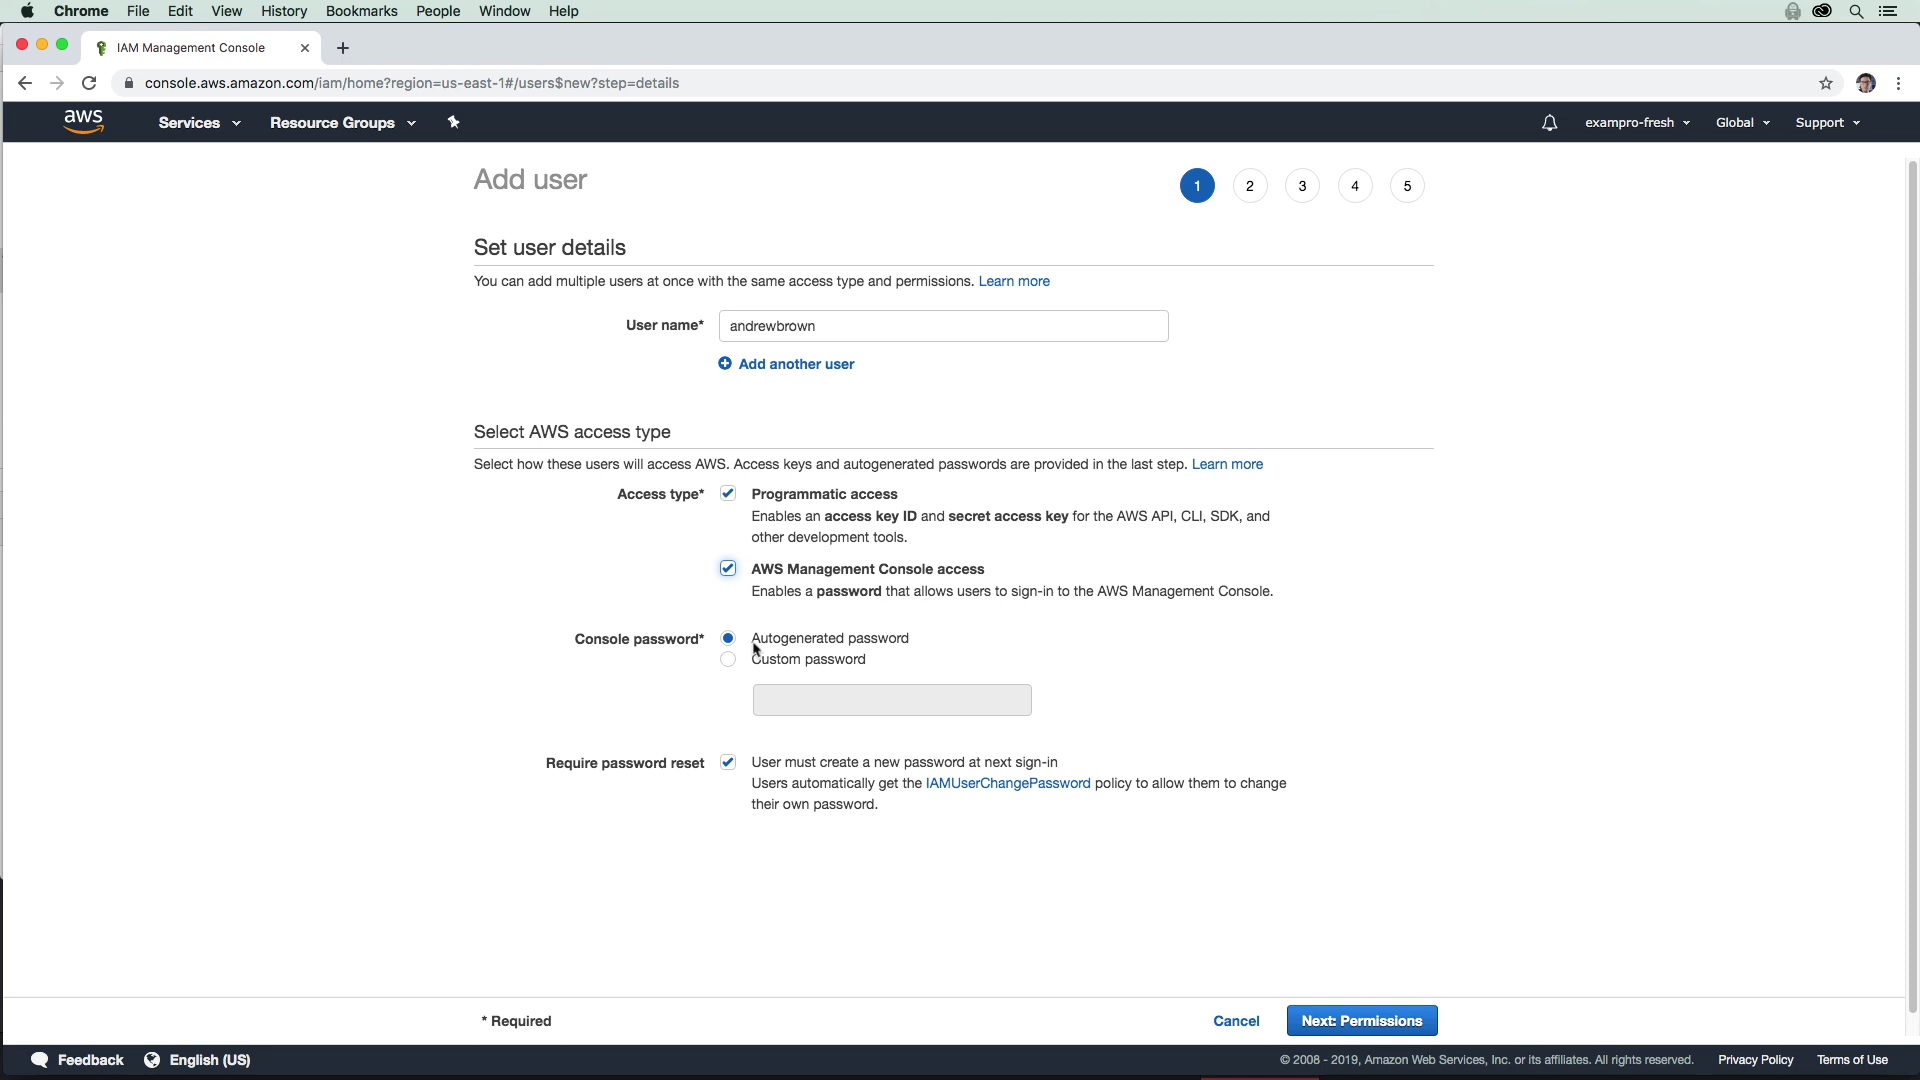 Chrome File Edit View History Bookmarks People Window Help
IAM Management Console
console.aws.amazon.com/iam/home?region=us-east-1#/users$new?step=details
aws Services Resource Groups exampro-fresh Global Support
Add user
1 2 3 4 5
Set user details
You can add multiple users at once with the same access type and permissions. Learn more
User name* andrewbrown
Add another user
Select AWS access type
Select how these users will access AWS. Access keys and autogenerated passwords are provided in the last step. Learn more
Access type* Programmatic access
Enables an access key ID and secret access key for the AWS API, CLI, SDK, and
other development tools.
AWS Management Console access
Enables a password that allows users to sign-in to the AWS Management Console.
Console password* Autogenerated password
Custom password
Require password reset User must create a new password at next sign-in
Users automatically get the IAMUserChangePassword policy to allow them to change
their own password.
* Required Cancel Next: Permissions
Feedback English (US) © 2008 - 2019, Amazon Web Services, Inc. or its affiliates. All rights reserved. Privacy Policy Terms of Use